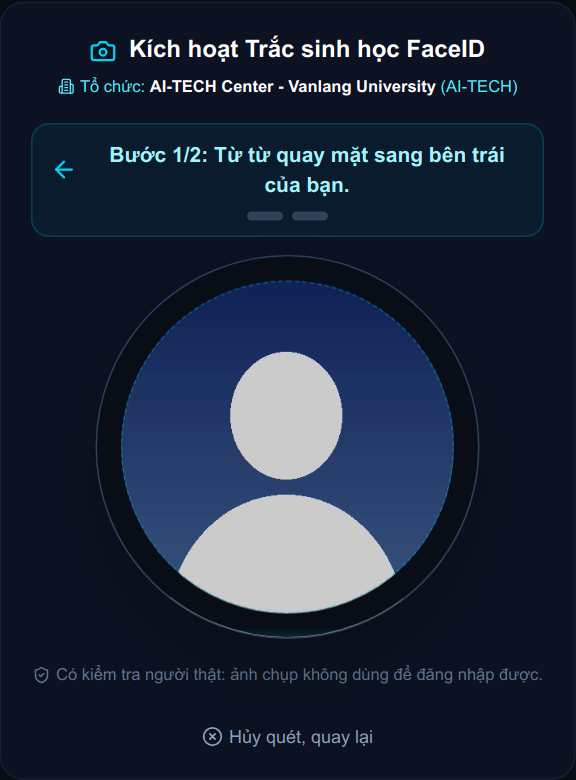 Kích hoạt Trắc sinh học FaceID
Tổ chức: AI-TECH Center - Vanlang University (AI-TECH)
Bước 1/2: Từ từ quay mặt sang bên trái
của bạn.
Có kiểm tra người thật: ảnh chụp không dùng để đăng nhập được.
Hủy quét, quay lại